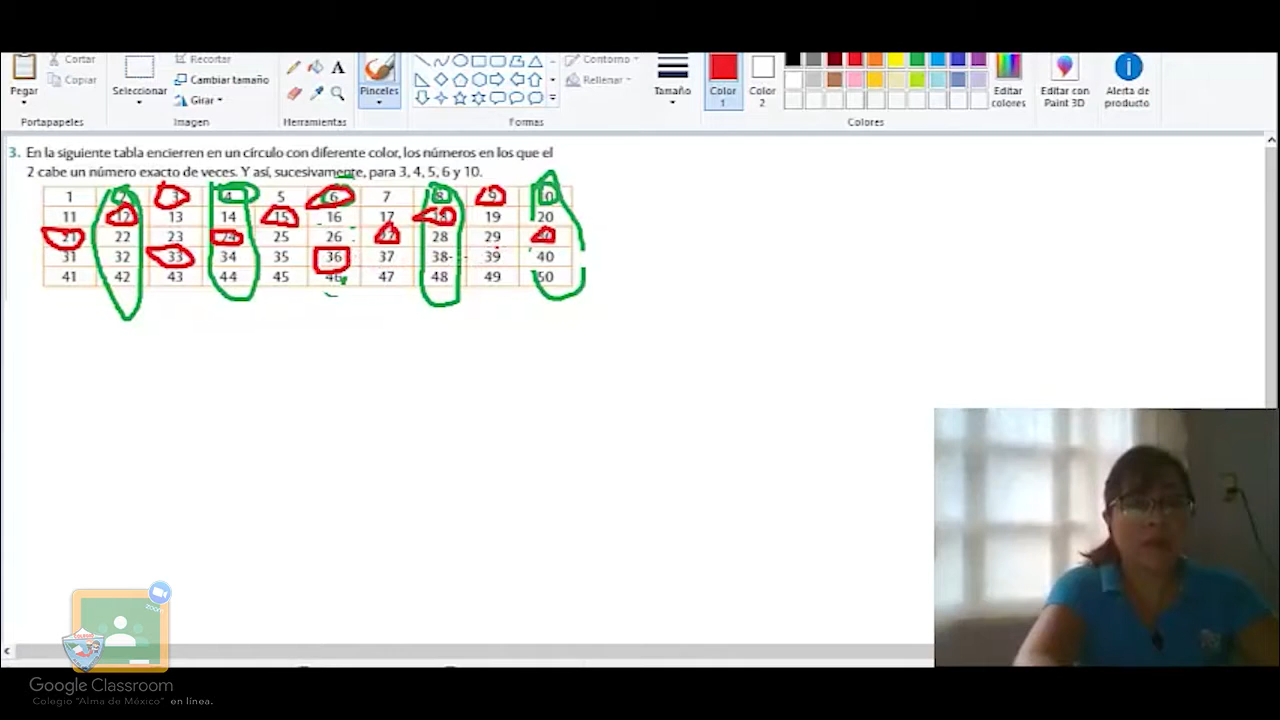 Cortar
Copiar
Pegar
Portapapeles
Seleccionar
Recortar
Cambiar tamaño
Girar
Imagen
A
Herramientas
Pinceles
Contorno
Rellenar
Formas
Tamaño
Color 1
Color 2
Editar colores
Editar con Paint 3D
Alerta de producto
Colores
3. En la siguiente tabla encierren en un círculo con diferente color, los números en los que el
2 cabe un número exacto de veces. Y así, sucesivamente, para 3, 4, 5, 6 y 10.
1 2 3 4 5 6 7 8 9 10
11 12 13 14 15 16 17 18 19 20
21 22 23 24 25 26 27 28 29
31 32 33 34 35 36 37 38 39 40
41 42 43 44 45 46 47 48 49 50
zoom
COLEGIO
Google Classroom
Colegio "Alma de México" en línea.